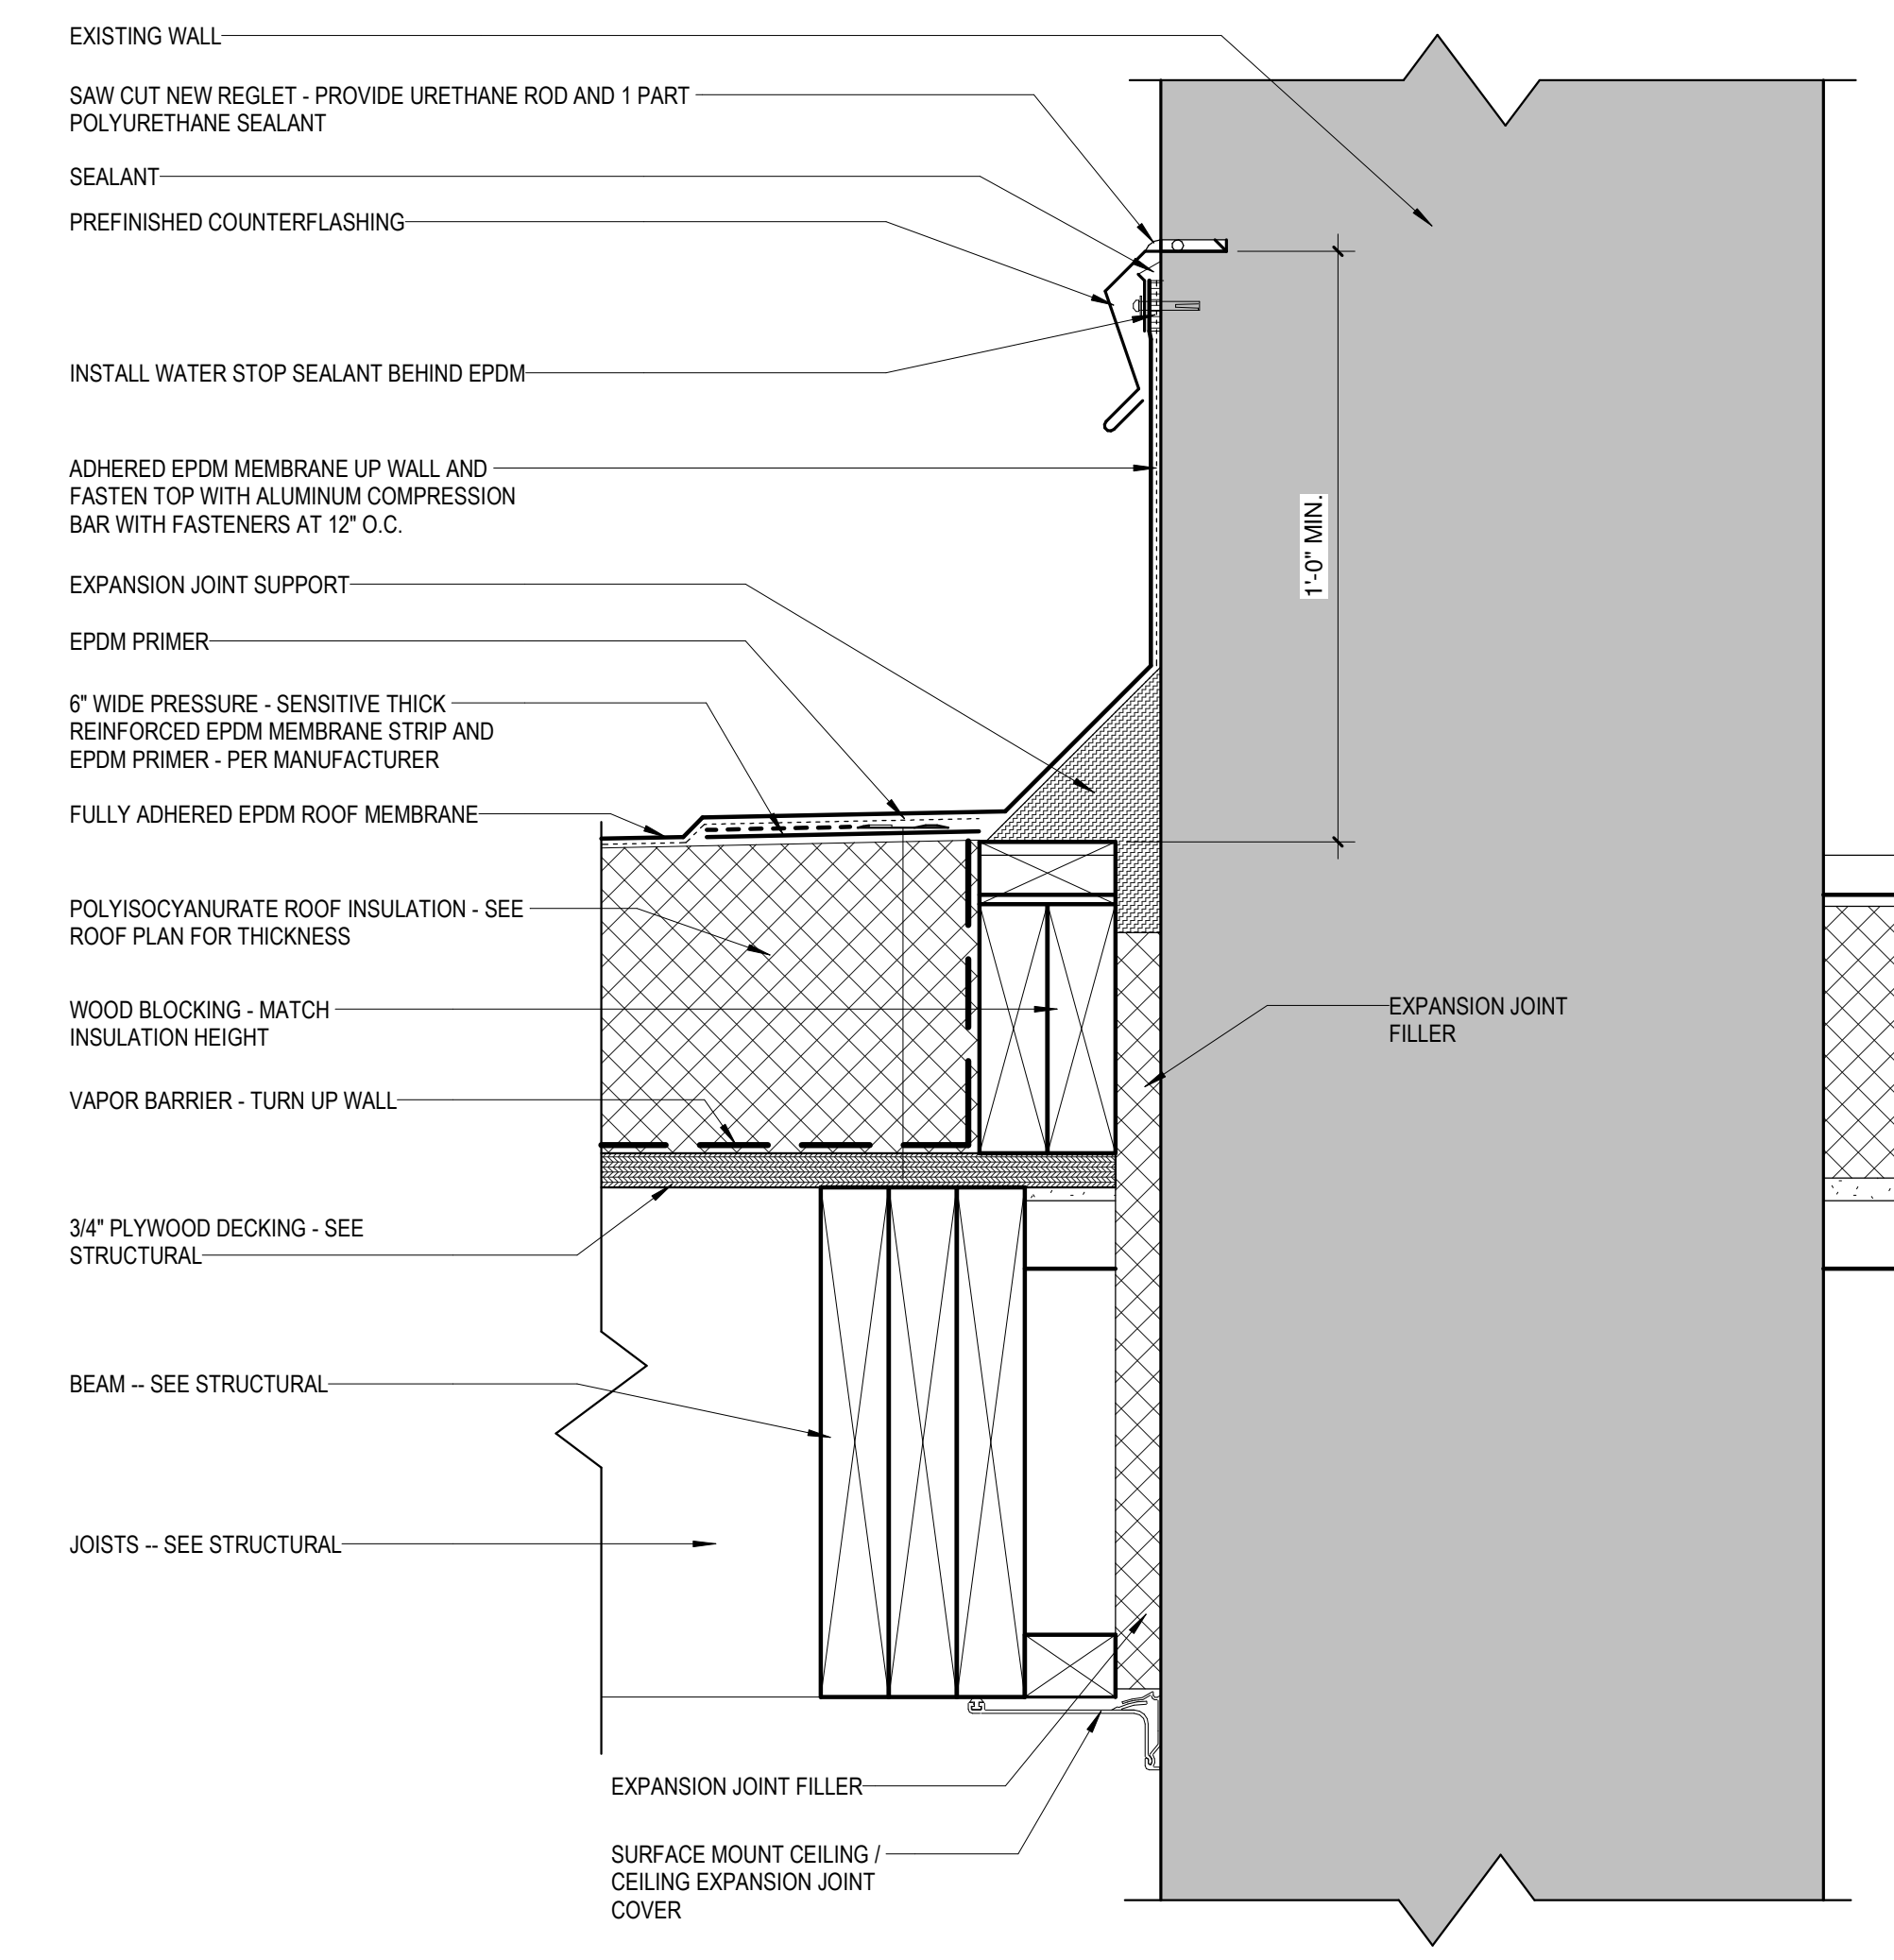 EXISTING WALL
SAW CUT NEW REGLET - PROVIDE URETHANE ROD AND 1 PART
POLYURETHANE SEALANT
SEALANT
PREFINISHED COUNTERFLASHING
INSTALL WATER STOP SEALANT BEHIND EPDM
ADHERED EPDM MEMBRANE UP WALL AND
FASTEN TOP WITH ALUMINUM COMPRESSION
BAR WITH FASTENERS AT 12" O.C.
1'-0" MIN.
EXPANSION JOINT SUPPORT
EPDM PRIMER
6" WIDE PRESSURE - SENSITIVE THICK
REINFORCED EPDM MEMBRANE STRIP AND
EPDM PRIMER - PER MANUFACTURER
FULLY ADHERED EPDM ROOF MEMBRANE
POLYISOCYANURATE ROOF INSULATION - SEE
ROOF PLAN FOR THICKNESS
WOOD BLOCKING - MATCH
INSULATION HEIGHT
EXPANSION JOINT
FILLER
VAPOR BARRIER - TURN UP WALL
3/4" PLYWOOD DECKING - SEE
STRUCTURAL
BEAM -- SEE STRUCTURAL
JOISTS -- SEE STRUCTURAL
EXPANSION JOINT FILLER
SURFACE MOUNT CEILING /
CEILING EXPANSION JOINT
COVER